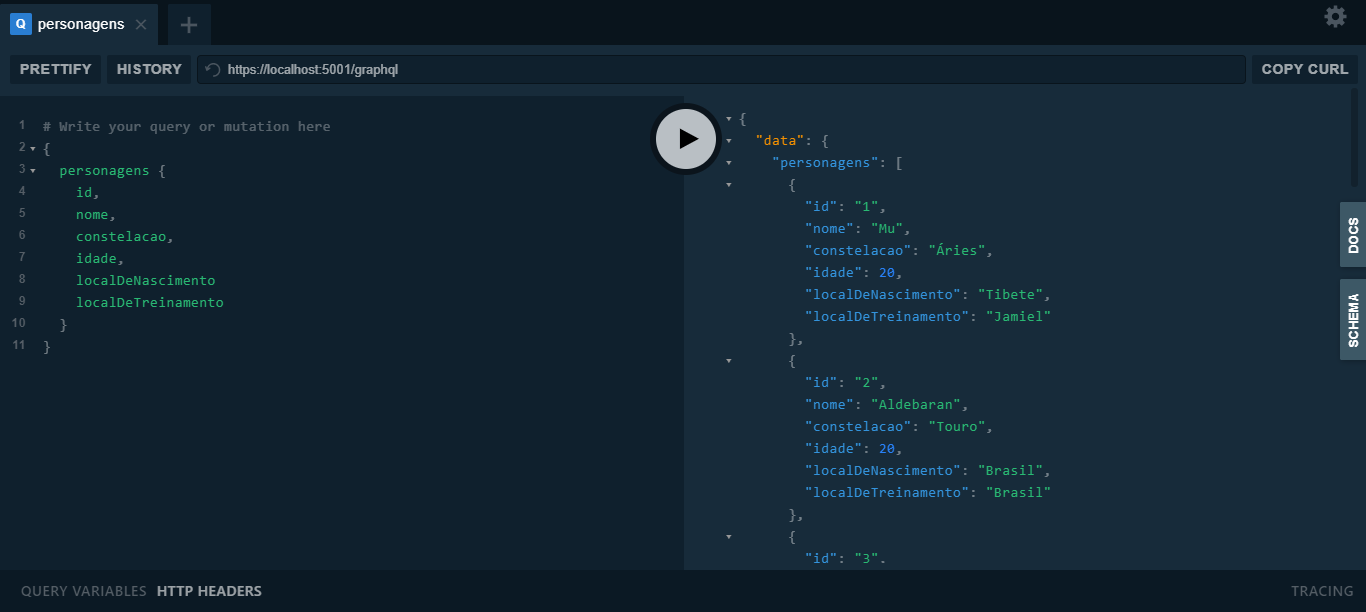 Q personagens
PRETTIFY HISTORY https://localhost:5001/graphql COPY CURL
1 # Write your query or mutation here
2 {
3 personagens {
4 id,
5 nome,
6 constelacao,
7 idade,
8 localDeNascimento
9 localDeTreinamento
10 }
11 }
{
"data": {
"personagens": [
{
"id": "1",
"nome": "Mu",
"constelacao": "Áries",
"idade": 20,
"localDeNascimento": "Tibete",
"localDeTreinamento": "Jamiel"
},
{
"id": "2",
"nome": "Aldebaran",
"constelacao": "Touro",
"idade": 20,
"localDeNascimento": "Brasil",
"localDeTreinamento": "Brasil"
},
{
"id": "3",
DOCS
SCHEMA
QUERY VARIABLES HTTP HEADERS TRACING